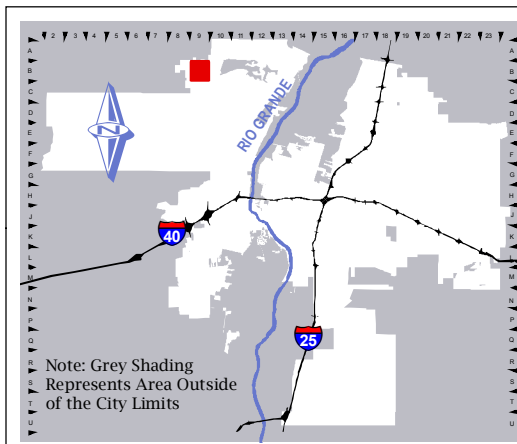 2 3 4 5 6 7 8 9 10 11 12 13 14 15 16 17 18 19 20 21 22 23
A A
B B
C C
D D
E E
F F
G G
H H
J J
K K
L L
M M
N N
P P
Q Q
R R
S S
T T
U U
N
RIO GRANDE
40
25
Note: Grey Shading
Represents Area Outside
of the City Limits